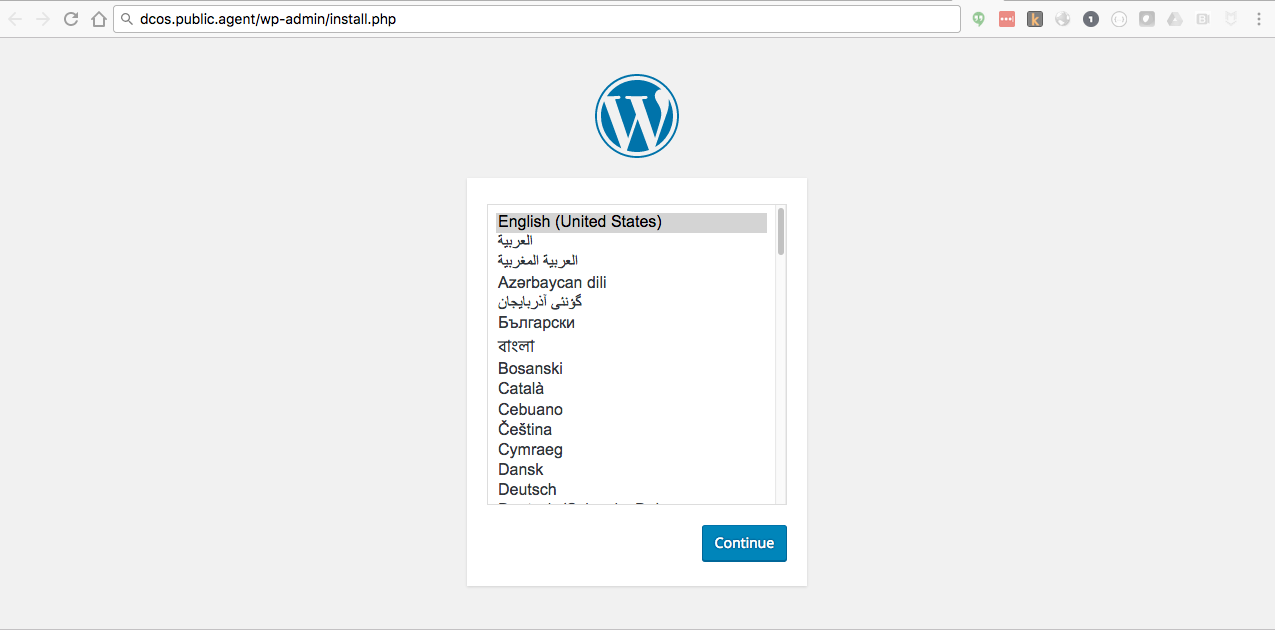 dcos.public.agent/wp-admin/install.php
English (United States)
العربية
العربية المغربية
Azərbaycan dili
گؤنئی آذربایجان
Български
বাংলা
Bosanski
Català
Cebuano
Čeština
Cymraeg
Dansk
Deutsch
Continue